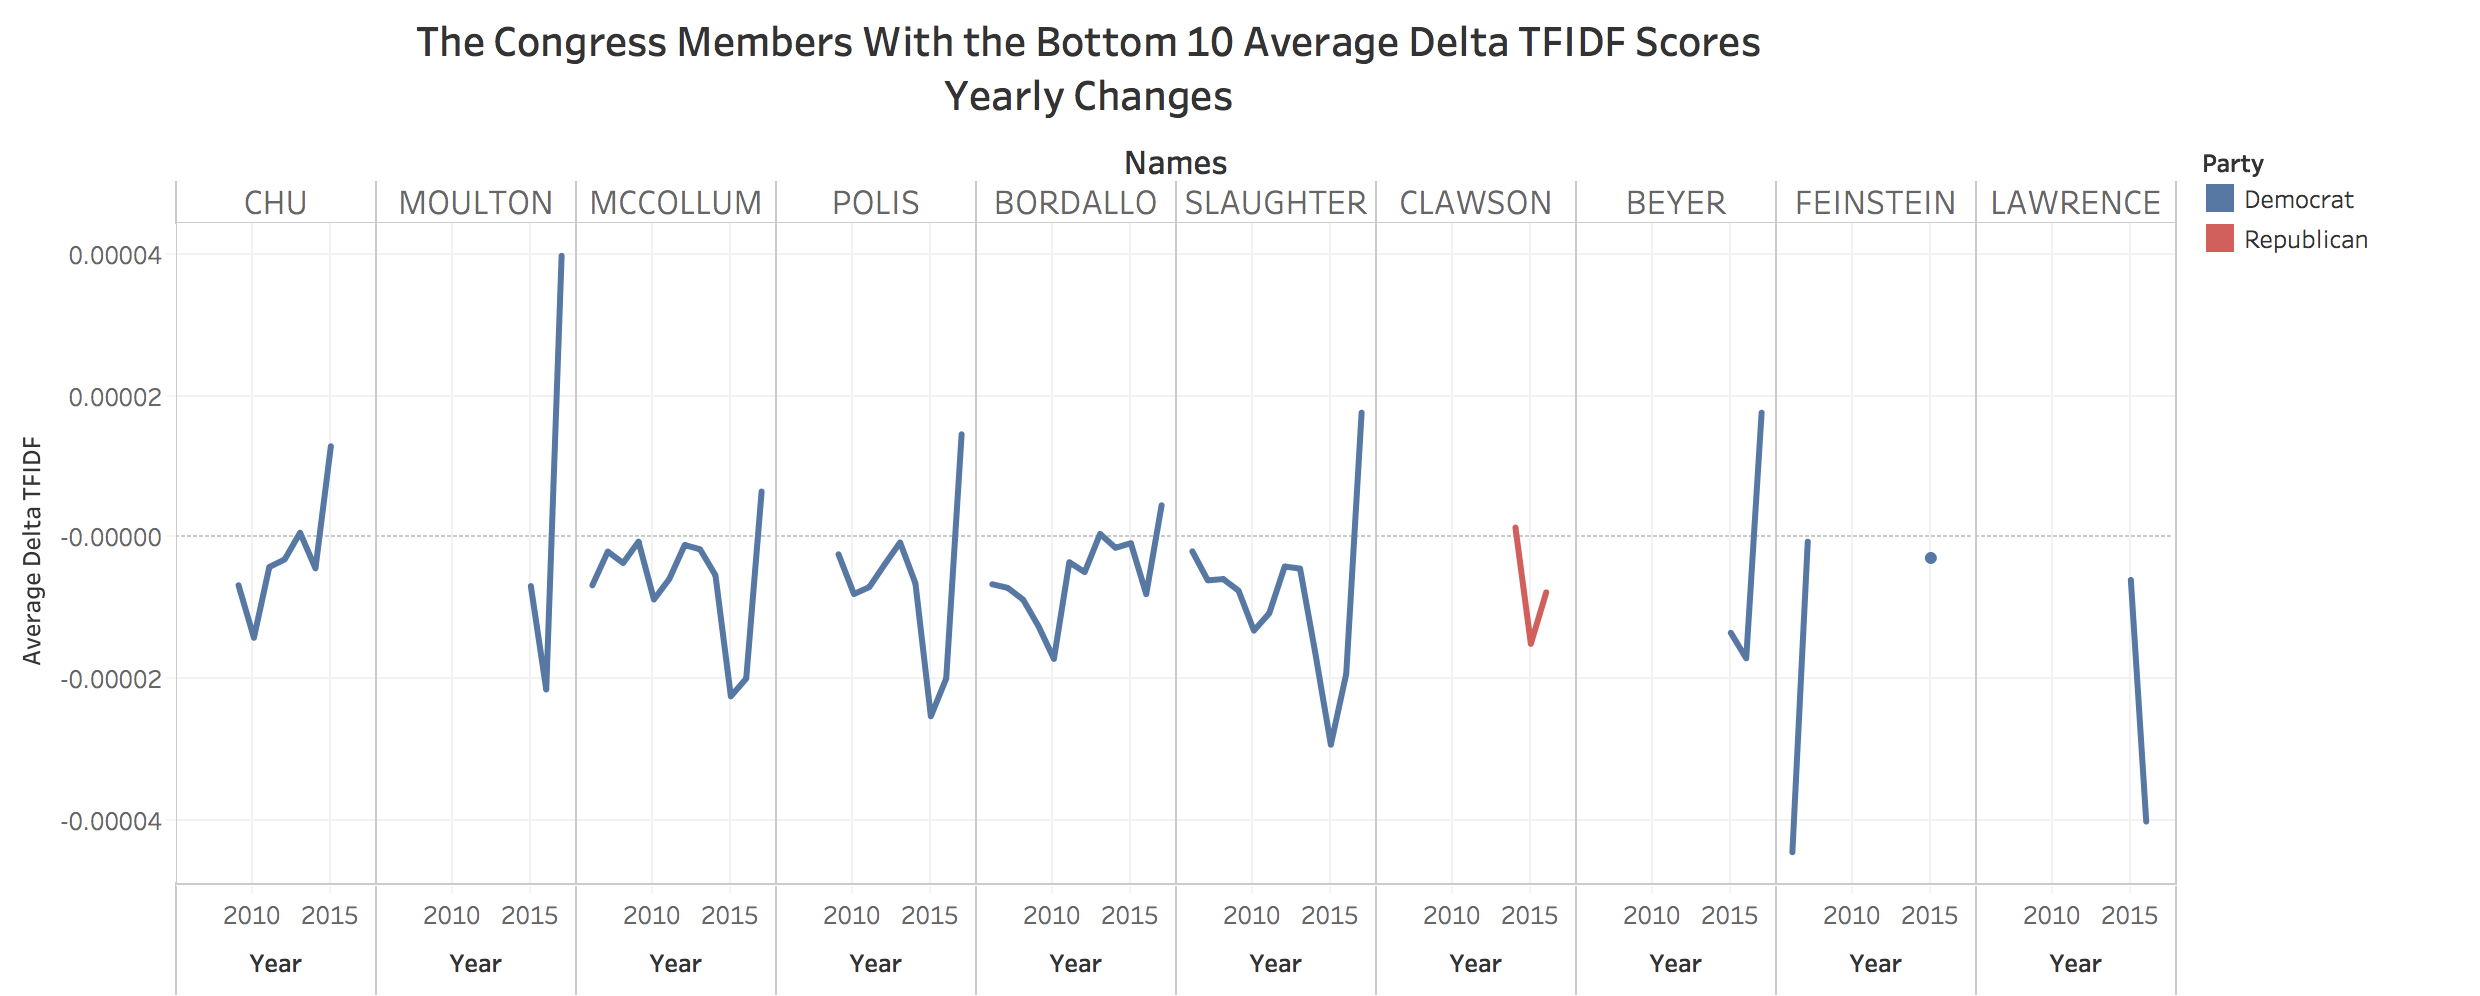 The Congress Members With the Bottom 10 Average Delta TFIDF Scores
Yearly Changes
Names
CHU MOULTON MCCOLLUM POLIS BORDALLO SLAUGHTER CLAWSON BEYER FEINSTEIN LAWRENCE
Party
Democrat
Republican
Average Delta TFIDF
0.00004
0.00002
-0.00000
-0.00002
-0.00004
2010 2015 2010 2015 2010 2015 2010 2015 2010 2015 2010 2015 2010 2015 2010 2015 2010 2015 2010 2015
Year Year Year Year Year Year Year Year Year Year